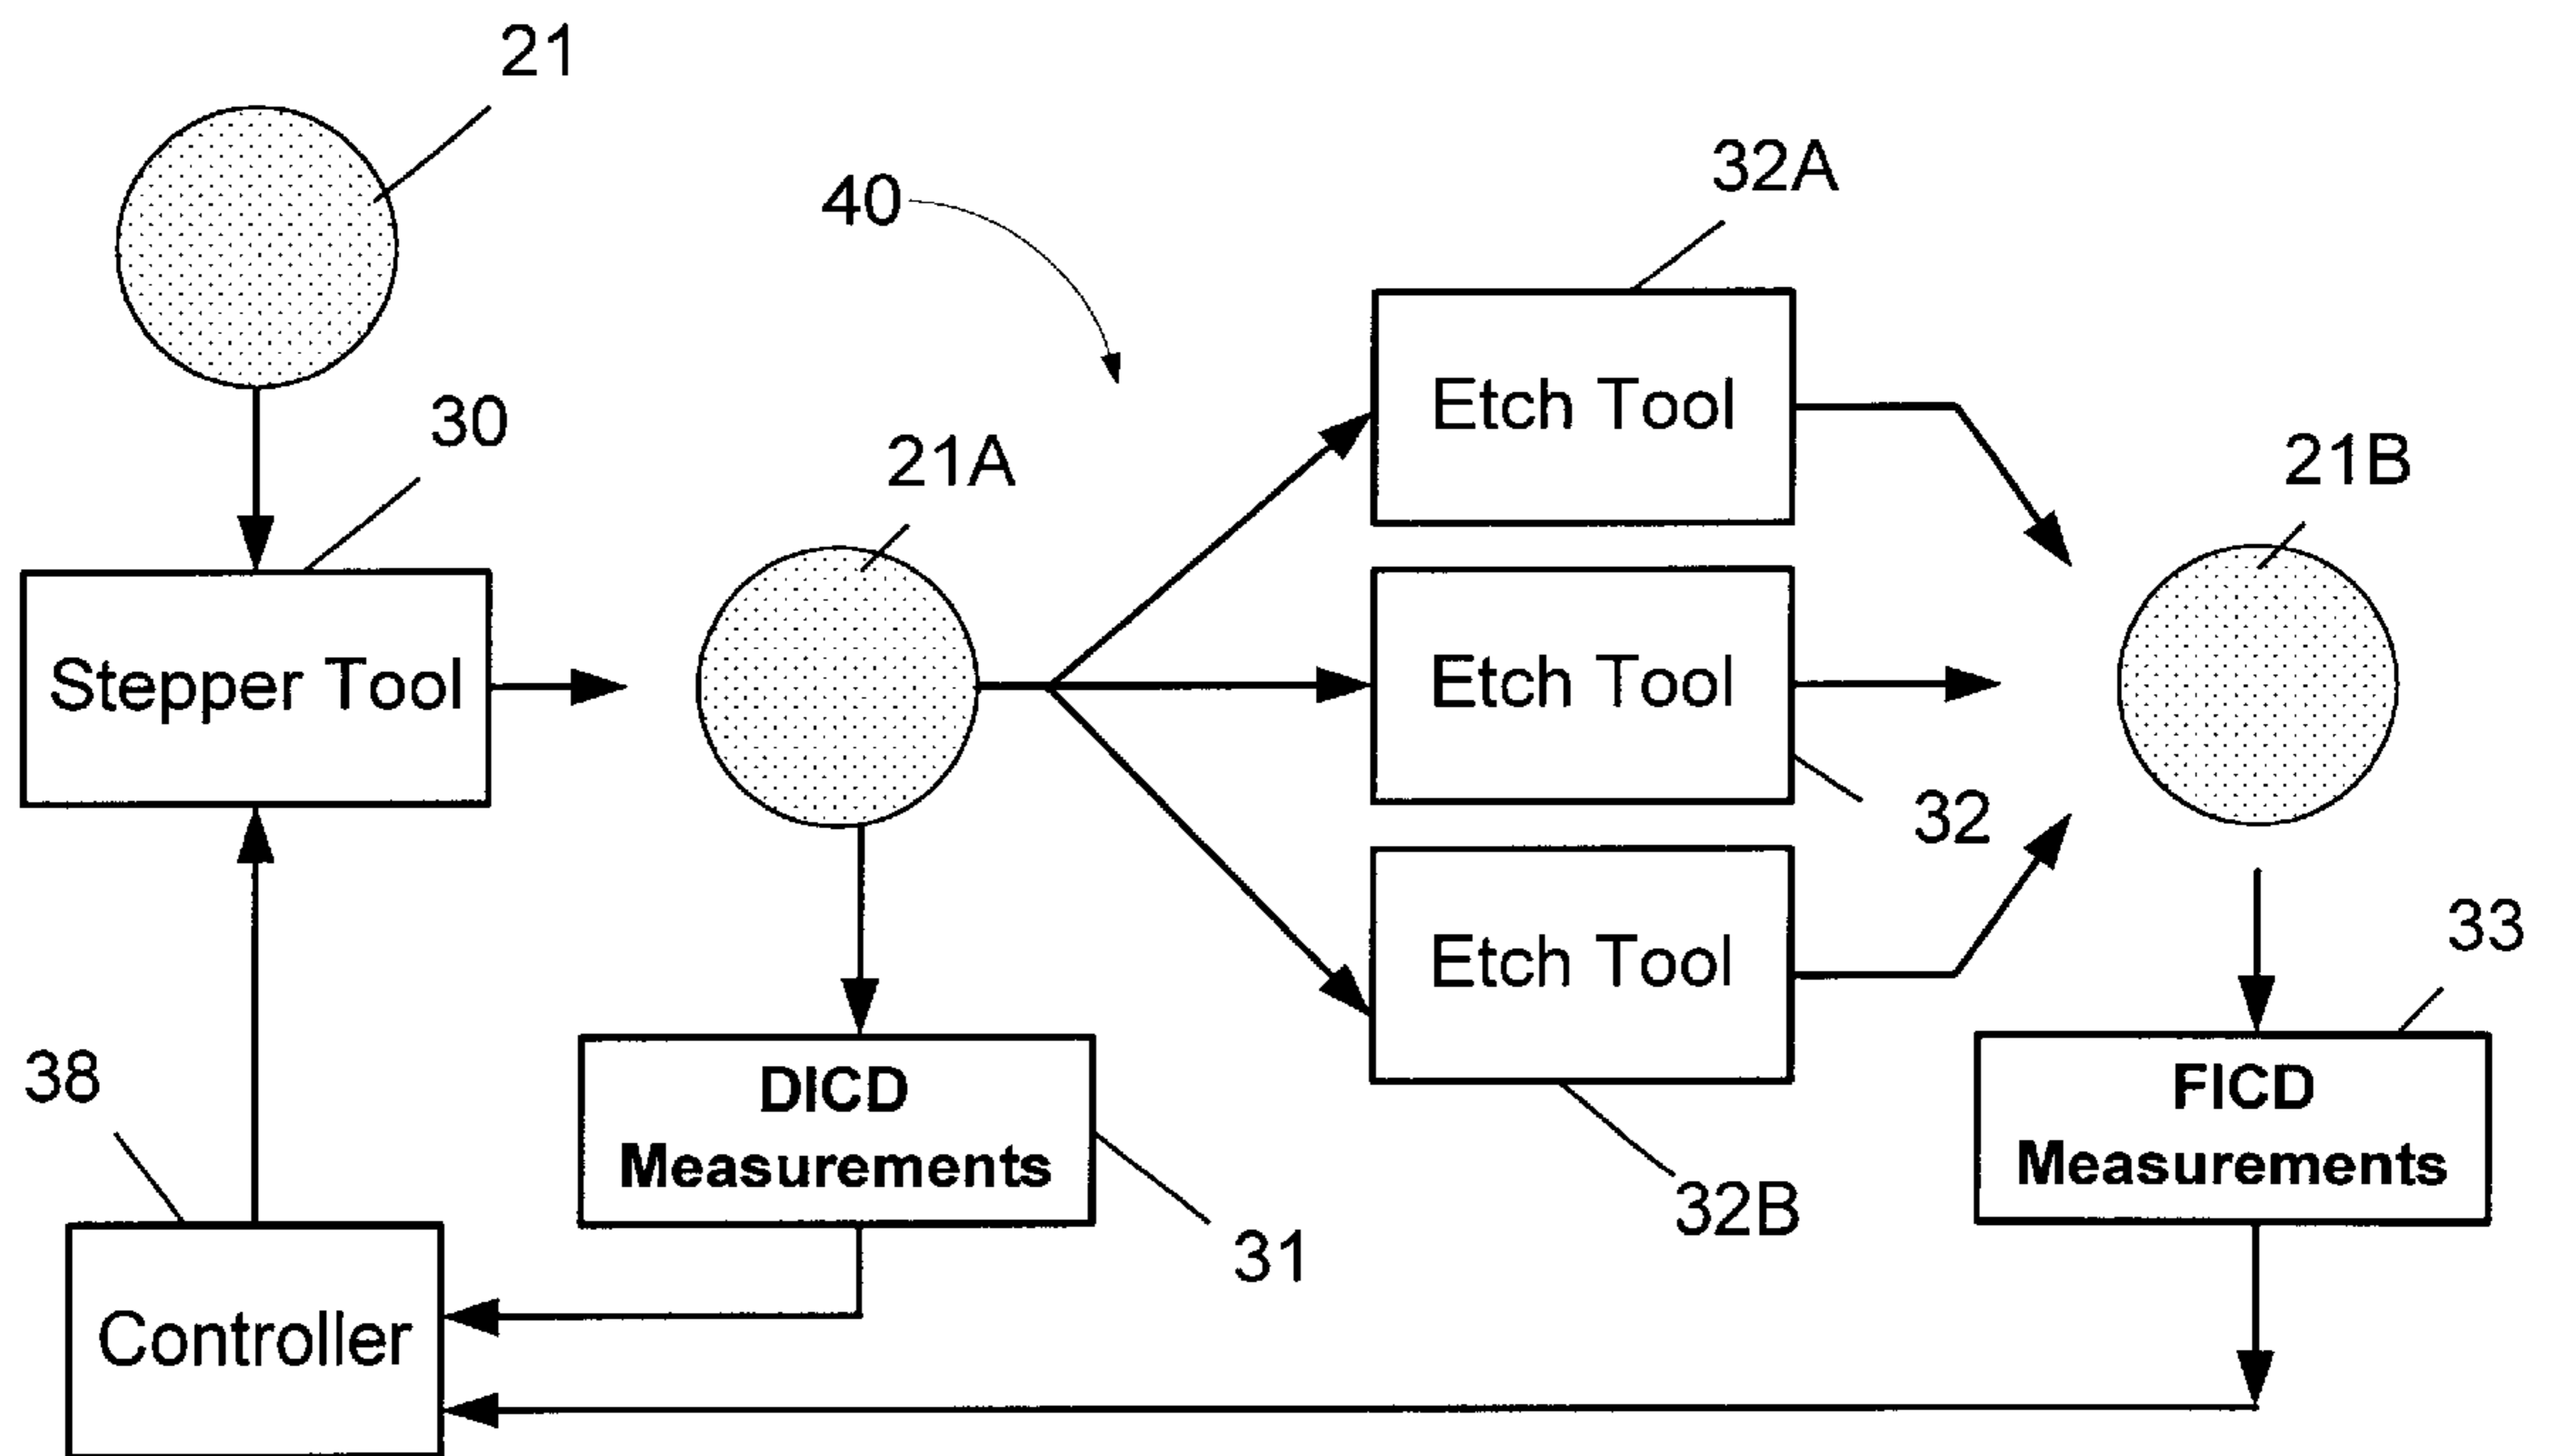 21
40
32A
30
Etch Tool
21A
21B
Stepper Tool
Etch Tool
32
Etch Tool
33
38
DICD
Measurements
FICD
Measurements
32B
31
Controller